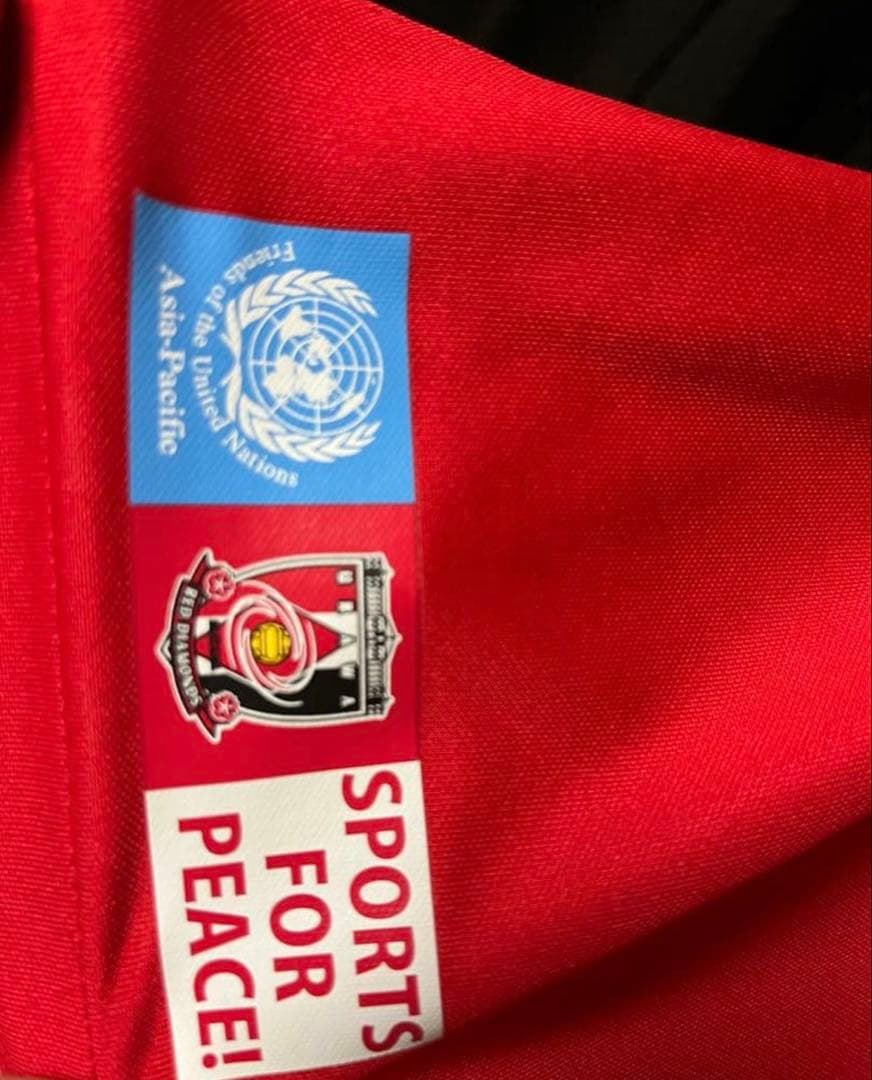 Friends of the United Nations
Asia-Pacific
URAWA
RED DIAMONDS
SPORTS
FOR
PEACE!